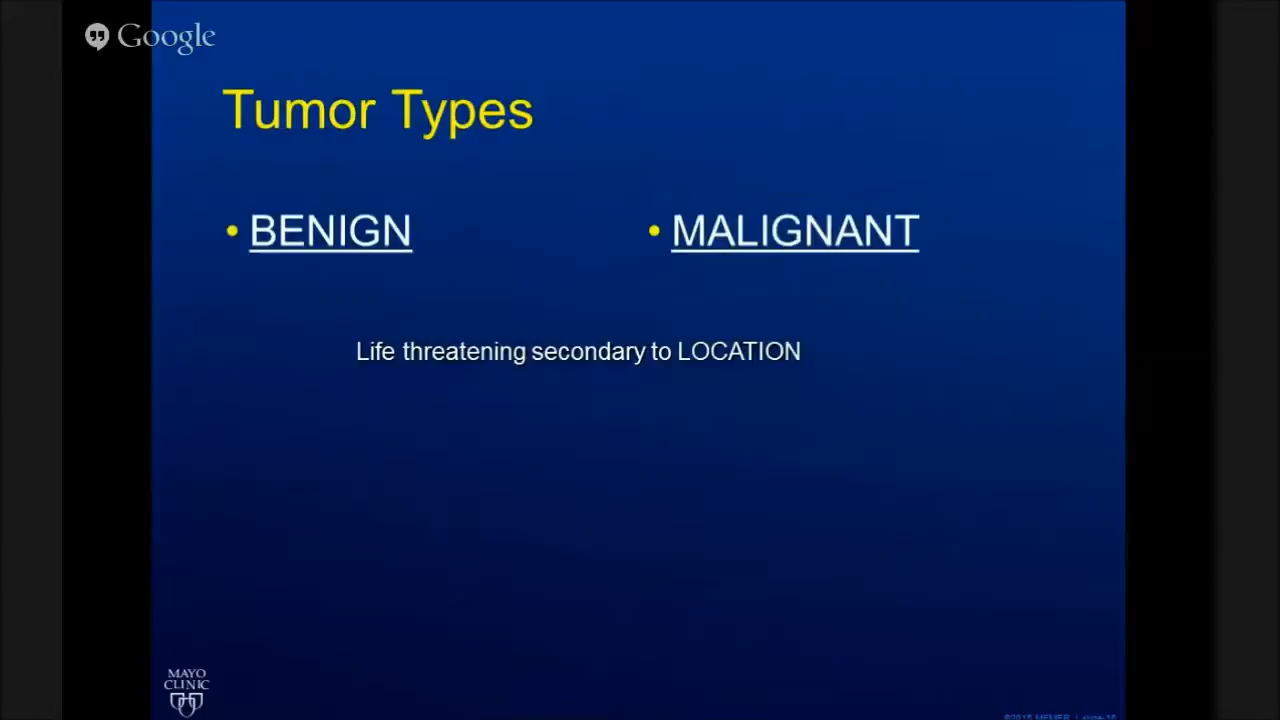 Google
Tumor Types
• BENIGN
• MALIGNANT
Life threatening secondary to LOCATION
MAYO
CLINIC